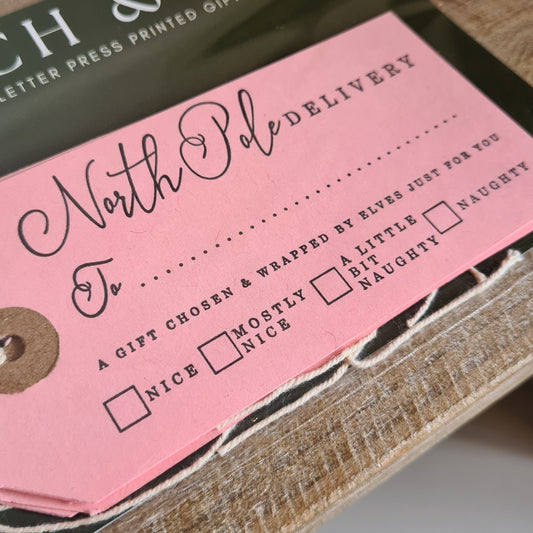 CH &
LETTER PRESS PRINTED
North Pole DELIVERY
To ................................
A GIFT CHOSEN & WRAPPED BY ELVES JUST FOR YOU
☐ NICE ☐ MOSTLY NICE ☐ A LITTLE BIT NAUGHTY ☐ NAUGHTY